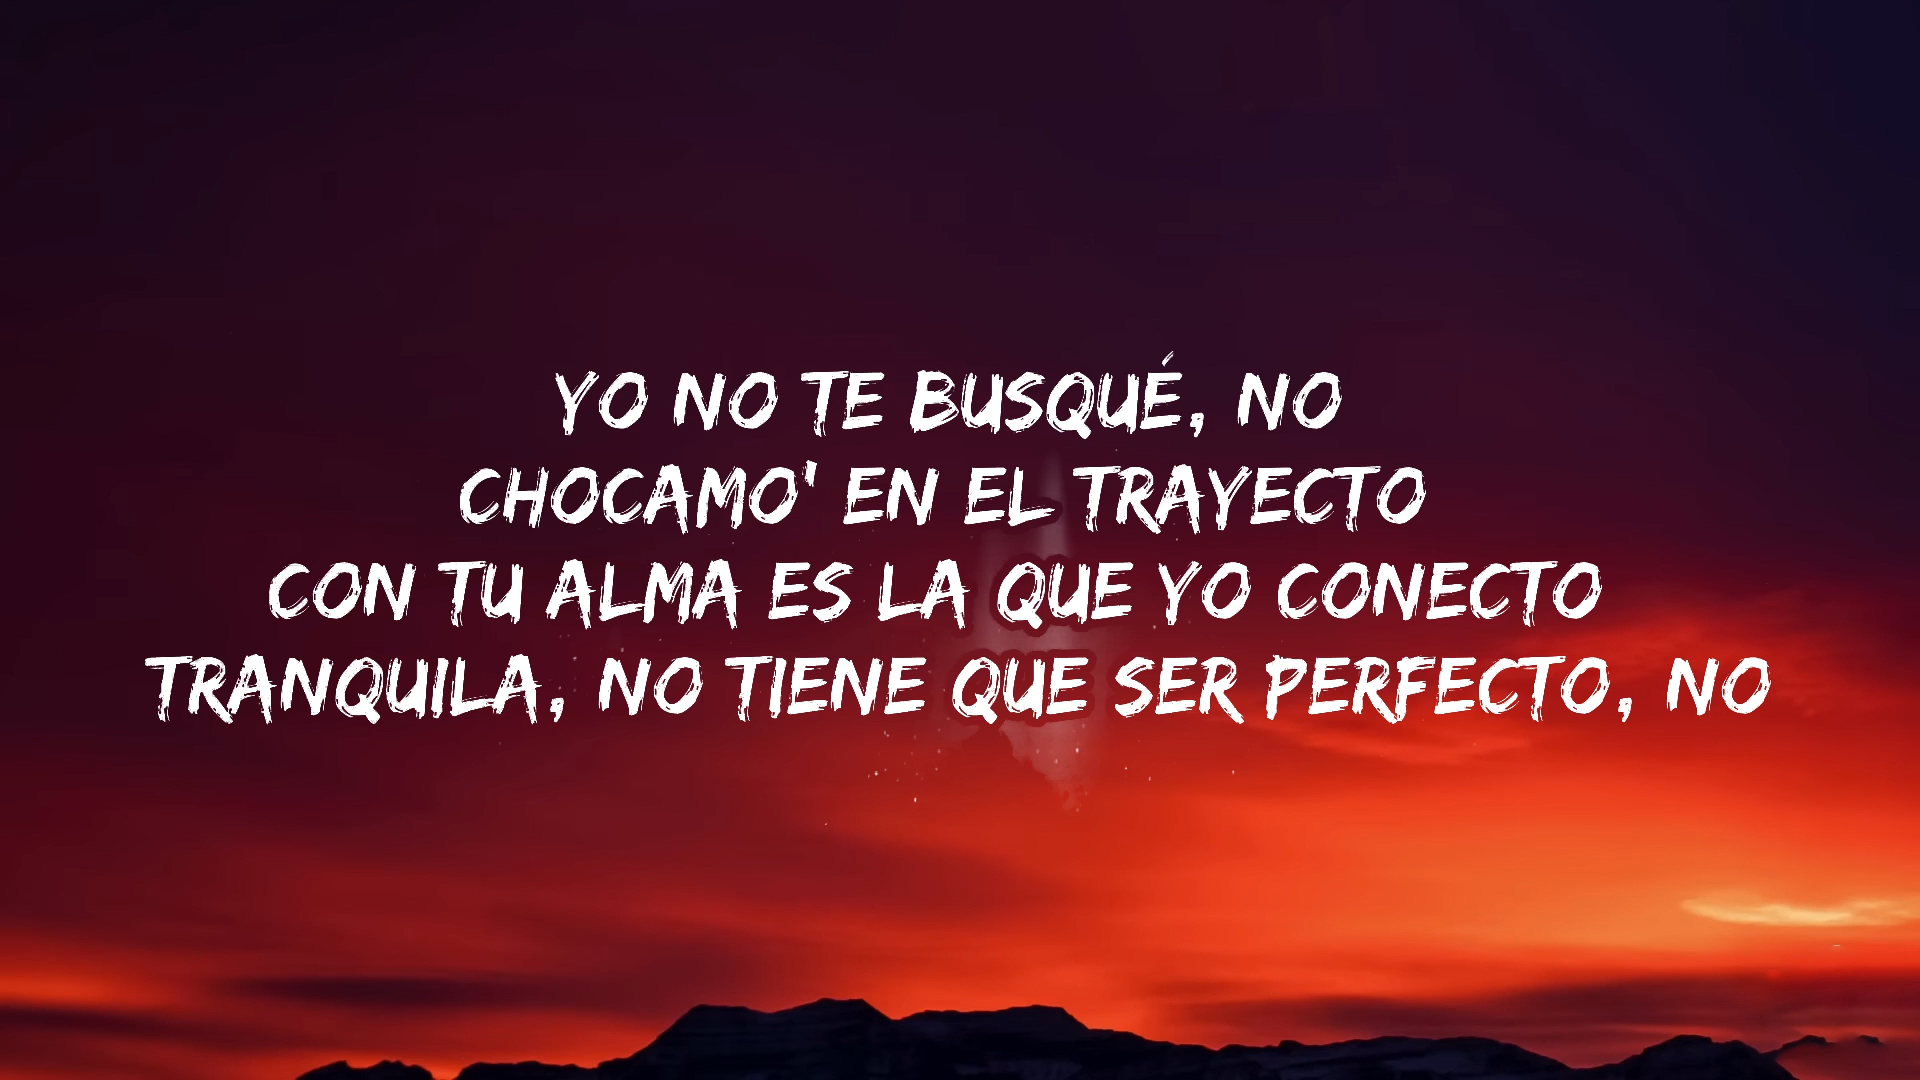 YO NO TE BUSQUÉ, NO
CHOCAMO' EN EL TRAYECTO
CON TU ALMA ES LA QUE YO CONECTO
TRANQUILA, NO TIENE QUE SER PERFECTO, NO